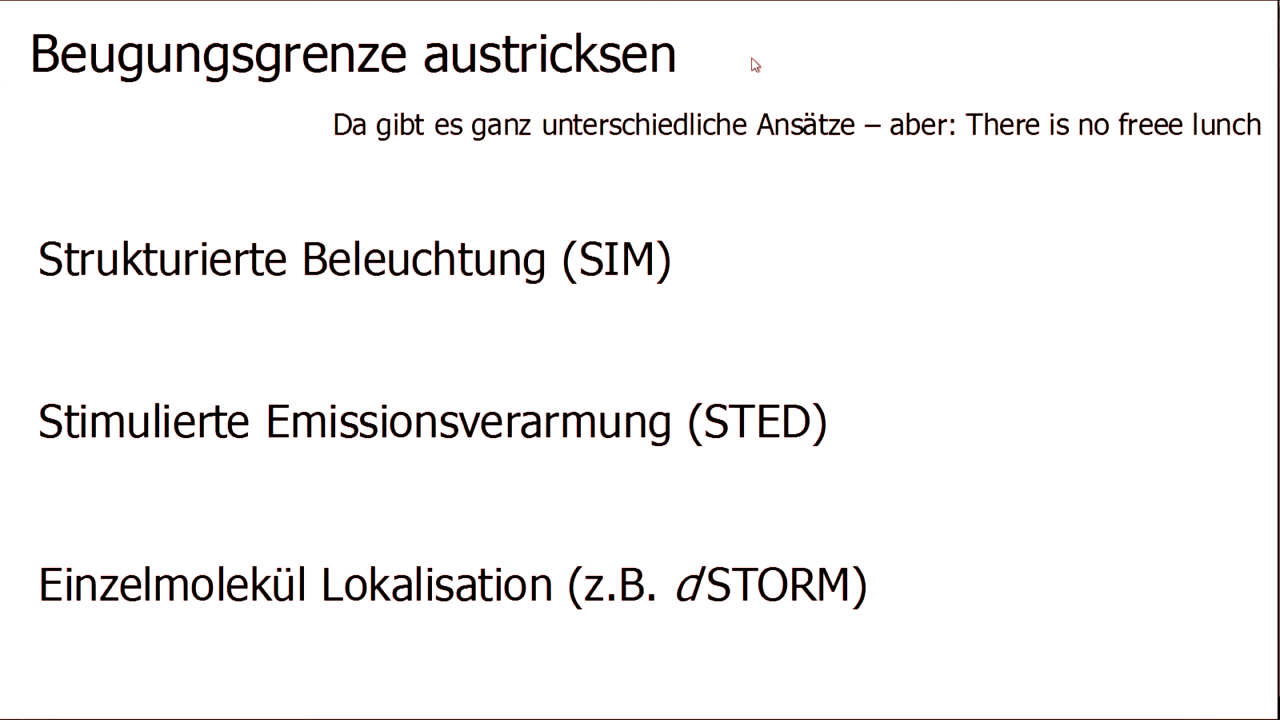 Beugungsgrenze austricksen
Da gibt es ganz unterschiedliche Ansätze – aber: There is no freee lunch
Strukturierte Beleuchtung (SIM)
Stimulierte Emissionsverarmung (STED)
Einzelmolekül Lokalisation (z.B. dSTORM)